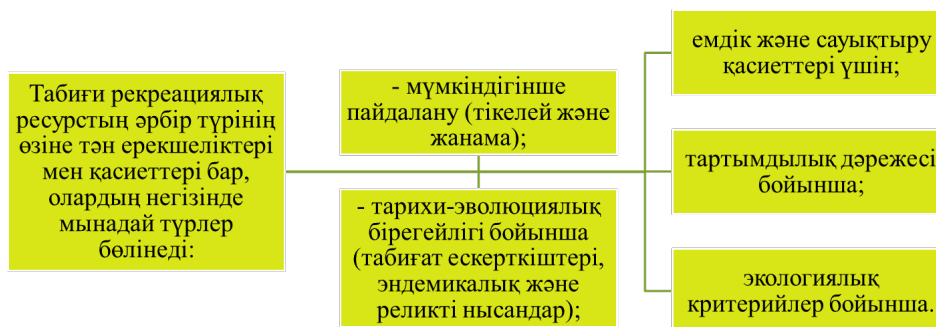 Табиғи рекреациялық
ресурстың әрбір түрінің
өзіне тән ерекшеліктері
мен қасиеттері бар,
олардың негізінде
мынадай түрлер
бөлінеді:
- мүмкіндігінше
пайдалану (тікелей және
жанама);
- тарихи-эволюциялық
бірегейлігі бойынша
(табиғат ескерткіштері,
эндемикалық және
реликті нысандар);
емдік және сауықтыру
қасиеттері үшін;
тартымдылық дәрежесі
бойынша;
экологиялық
критерийлер бойынша.